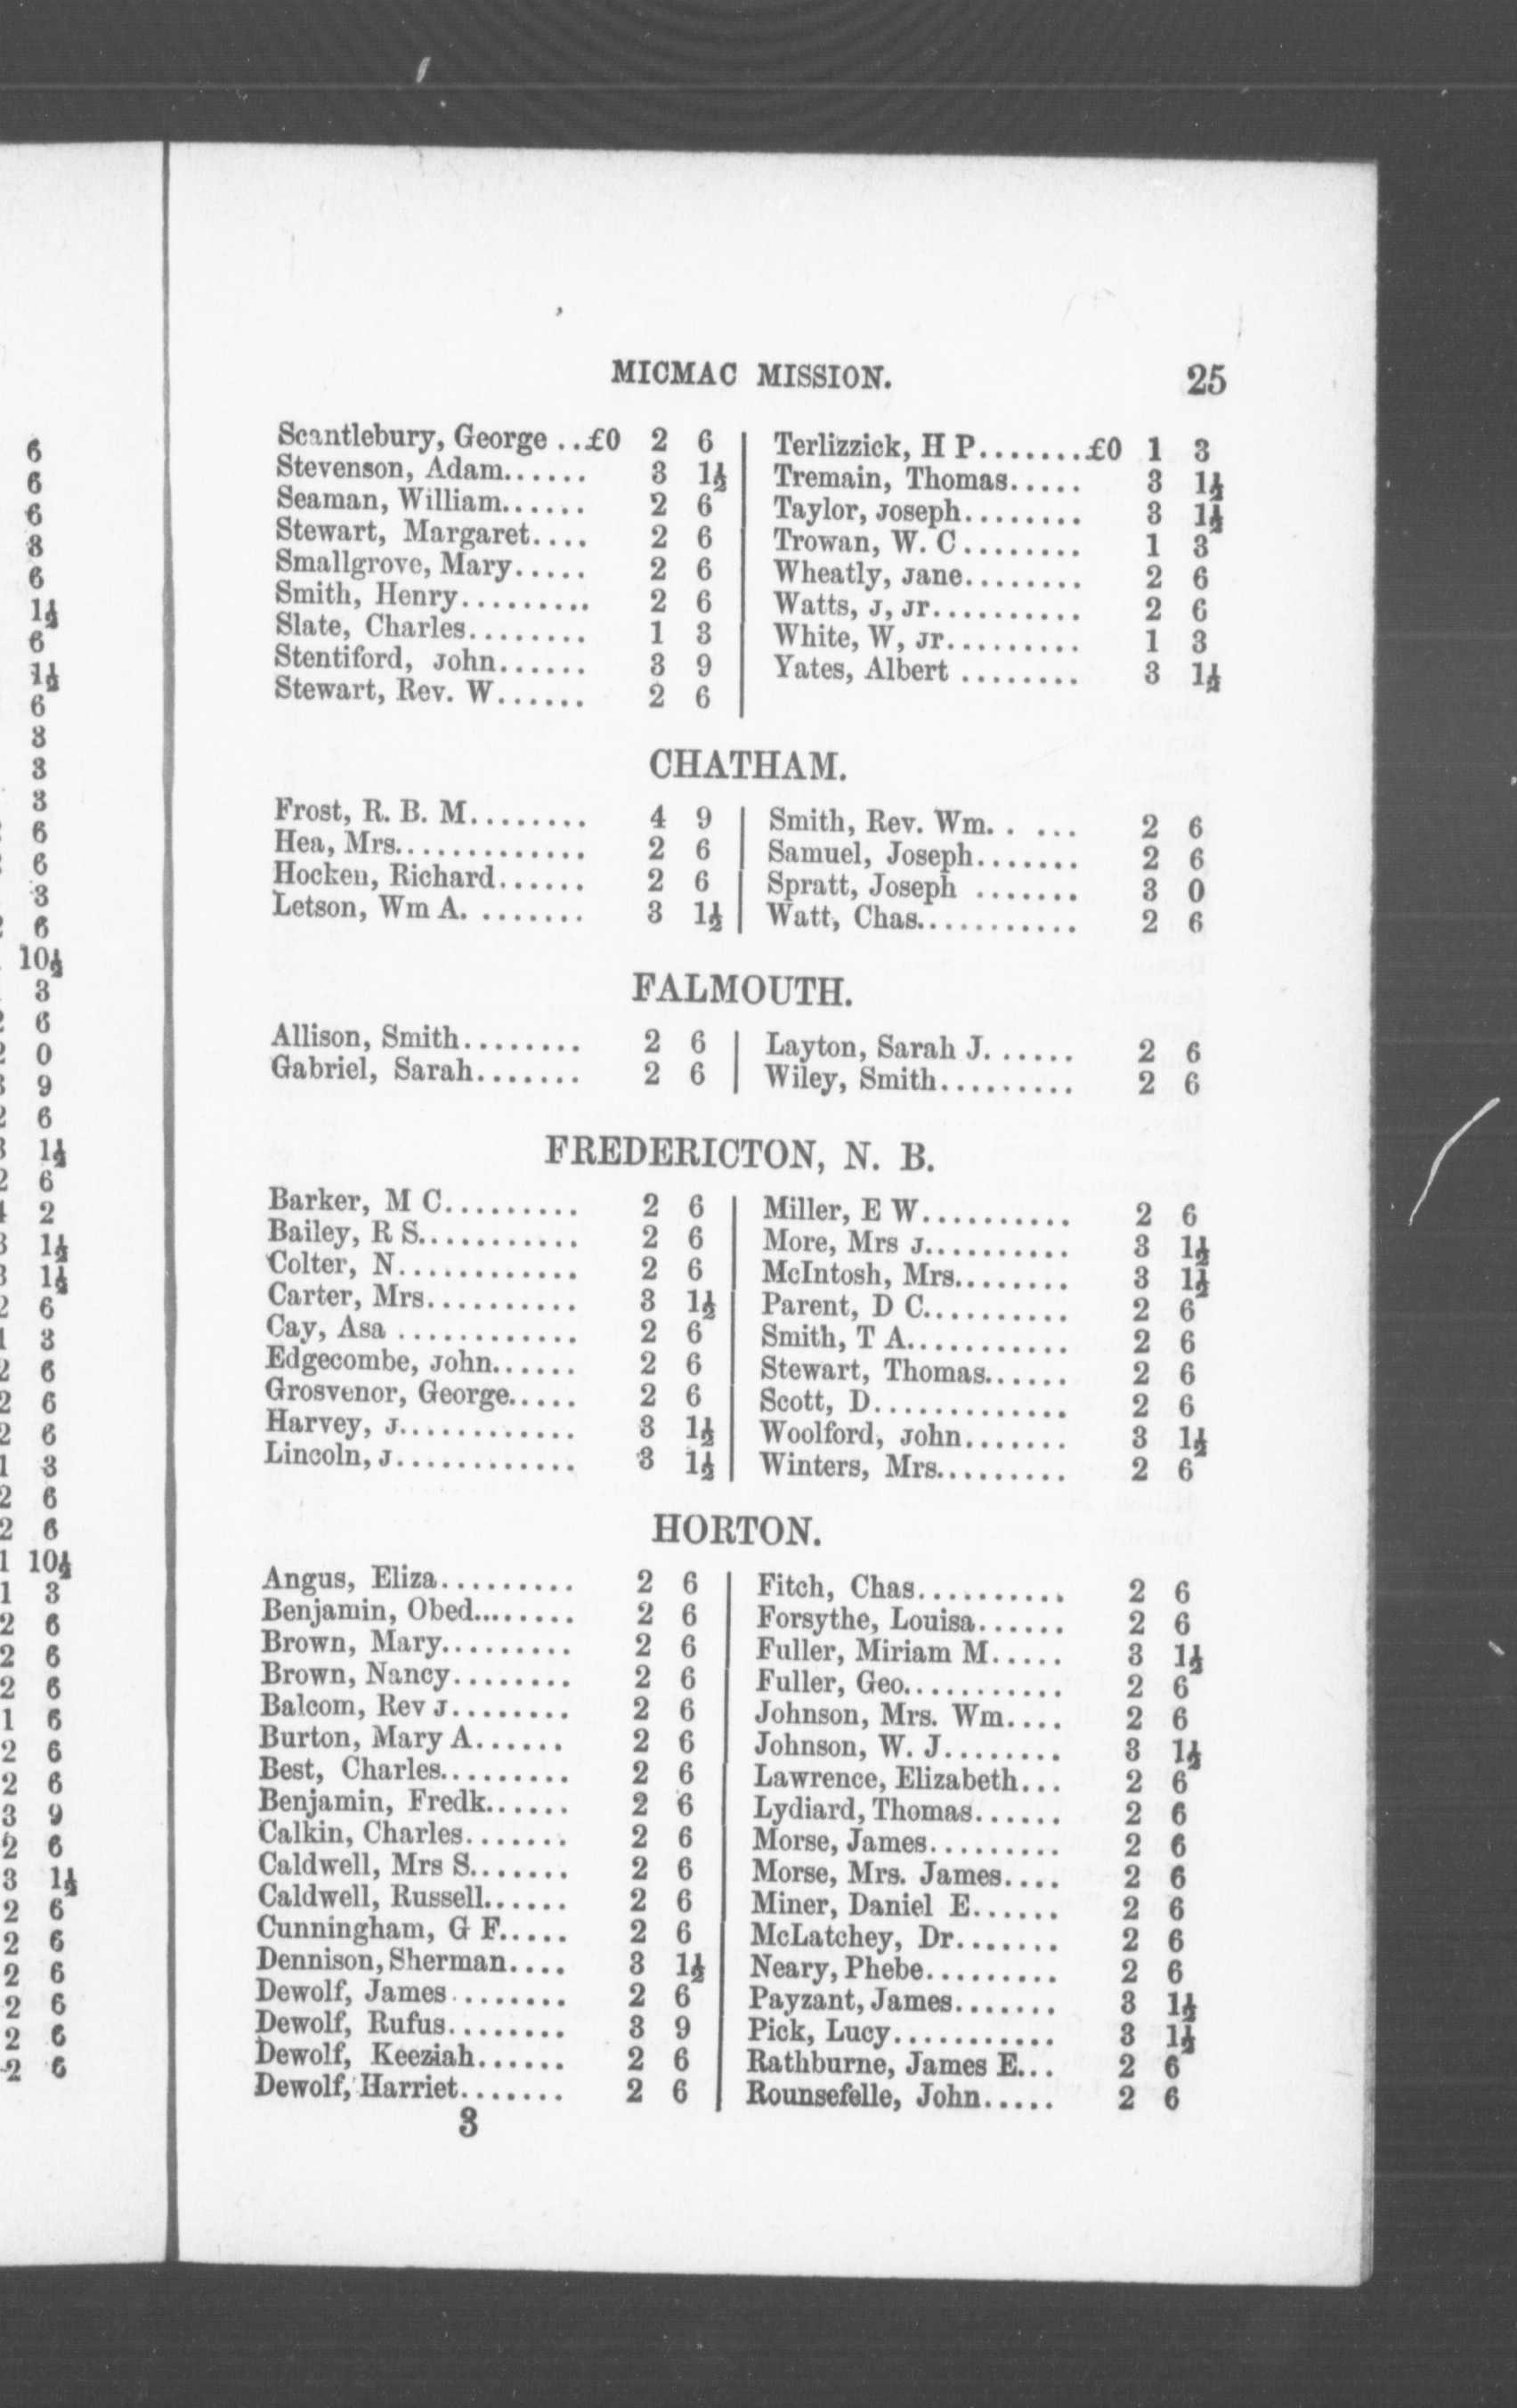 MICMAC MISSION. 25
Scantlebury, George ..£0 2 6
Stevenson, Adam...... 3 1½
Seaman, William...... 2 6
Stewart, Margaret.... 2 6
Smallgrove, Mary..... 2 6
Smith, Henry......... 2 6
Slate, Charles........ 1 3
Stentiford, John...... 3 9
Stewart, Rev. W...... 2 6
Terlizzick, H P.......£0 1 3
Tremain, Thomas..... 3 1½
Taylor, Joseph........ 3 1½
Trowan, W. C........ 1 3
Wheatly, Jane........ 2 6
Watts, J, Jr........... 2 6
White, W, Jr......... 1 3
Yates, Albert ........ 3 1½
CHATHAM.
Frost, R. B. M........ 4 9
Hea, Mrs.............. 2 6
Hocken, Richard...... 2 6
Letson, Wm A. ....... 3 1½
Smith, Rev. Wm. . ... 2 6
Samuel, Joseph....... 2 6
Spratt, Joseph ....... 3 0
Watt, Chas........... 2 6
FALMOUTH.
Allison, Smith........ 2 6
Gabriel, Sarah....... 2 6
Layton, Sarah J. ..... 2 6
Wiley, Smith......... 2 6
FREDERICTON, N. B.
Barker, M C......... 2 6
Bailey, R S........... 2 6
Colter, N............ 2 6
Carter, Mrs.......... 3 1½
Cay, Asa ............ 2 6
Edgecombe, John...... 2 6
Grosvenor, George..... 2 6
Harvey, J............ 3 1½
Lincoln, J............ 3 1½
Miller, E W.......... 2 6
More, Mrs J.......... 3 1½
McIntosh, Mrs........ 3 1½
Parent, D C.......... 2 6
Smith, T A........... 2 6
Stewart, Thomas...... 2 6
Scott, D............. 2 6
Woolford, John....... 3 1½
Winters, Mrs......... 2 6
HORTON.
Angus, Eliza......... 2 6
Benjamin, Obed........ 2 6
Brown, Mary......... 2 6
Brown, Nancy........ 2 6
Balcom, Rev J........ 2 6
Burton, Mary A...... 2 6
Best, Charles......... 2 6
Benjamin, Fredk...... 2 6
Calkin, Charles....... 2 6
Caldwell, Mrs S....... 2 6
Caldwell, Russell...... 2 6
Cunningham, G F..... 2 6
Dennison, Sherman.... 3 1½
Dewolf, James ........ 2 6
Dewolf, Rufus........ 3 9
Dewolf, Keeziah...... 2 6
Dewolf, Harriet....... 2 6
Fitch, Chas.......... 2 6
Forsythe, Louisa...... 2 6
Fuller, Miriam M..... 3 1½
Fuller, Geo........... 2 6
Johnson, Mrs. Wm.... 2 6
Johnson, W. J........ 3 1½
Lawrence, Elizabeth... 2 6
Lydiard, Thomas...... 2 6
Morse, James......... 2 6
Morse, Mrs. James.... 2 6
Miner, Daniel E...... 2 6
McLatchey, Dr....... 2 6
Neary, Phebe......... 2 6
Payzant, James....... 3 1½
Pick, Lucy........... 3 1½
Rathburne, James E... 2 6
Rounsefelle, John..... 2 6
3